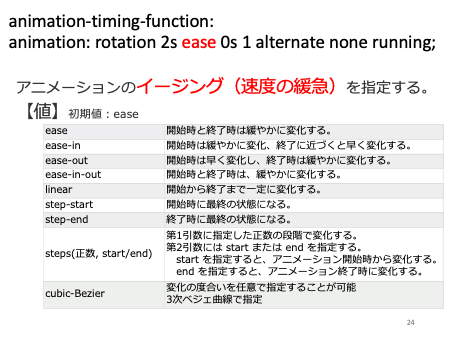 animation-timing-function:
animation: rotation 2s ease 0s 1 alternate none running;
アニメーションのイージング（速度の緩急）を指定する。
【値】初期値：ease
ease 開始時と終了時は緩やかに変化する。
ease-in 開始時は緩やかに変化、終了に近づくと早く変化する。
ease-out 開始時は早く変化し、終了時は緩やかに変化する。
ease-in-out 開始時と終了時は、緩やかに変化する。
linear 開始から終了まで一定に変化する。
step-start 開始時に最終の状態になる。
step-end 終了時に最終の状態になる。
steps(正数, start/end) 第1引数に指定した正数の段階で変化する。
第2引数には start または end を指定する。
start を指定すると、アニメーション開始時から変化する。
end を指定すると、アニメーション終了時に変化する。
cubic-Bezier 変化の度合いを任意で指定することが可能
3次ベジェ曲線で指定
24